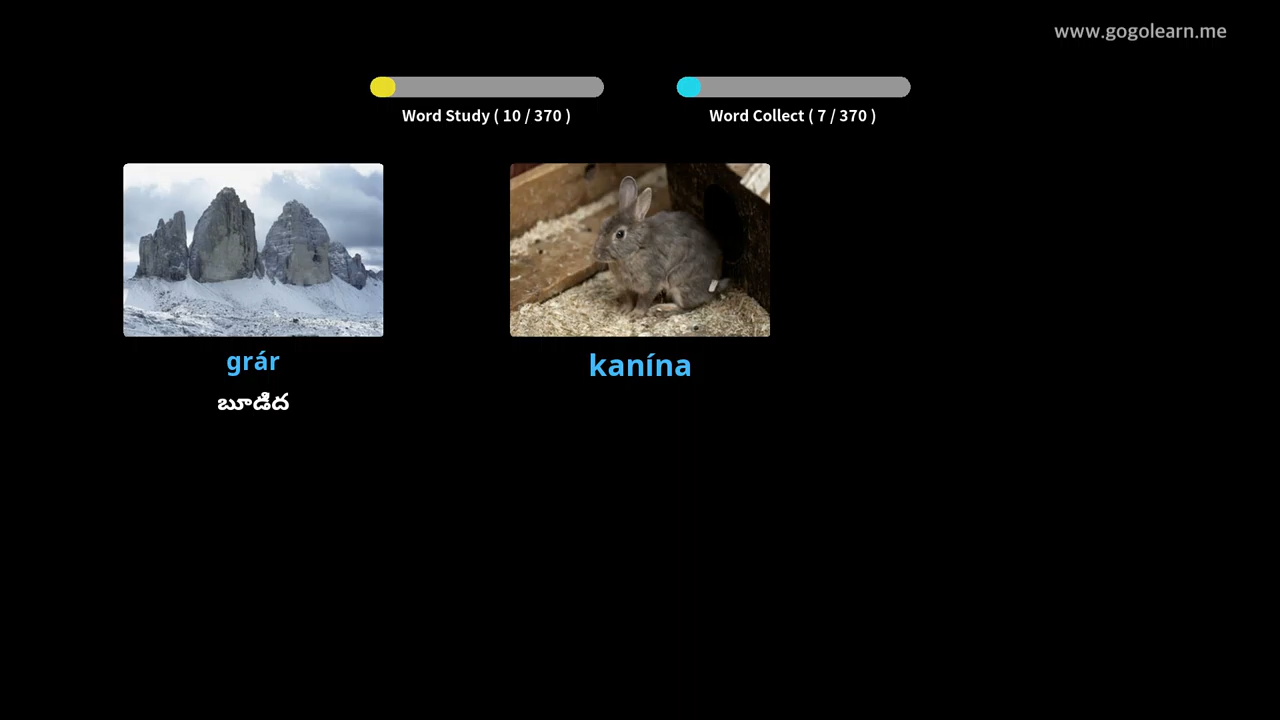 www.gogolearn.me
Word Study ( 10 / 370 )
Word Collect ( 7 / 370 )
grár
బూడిద
kanína